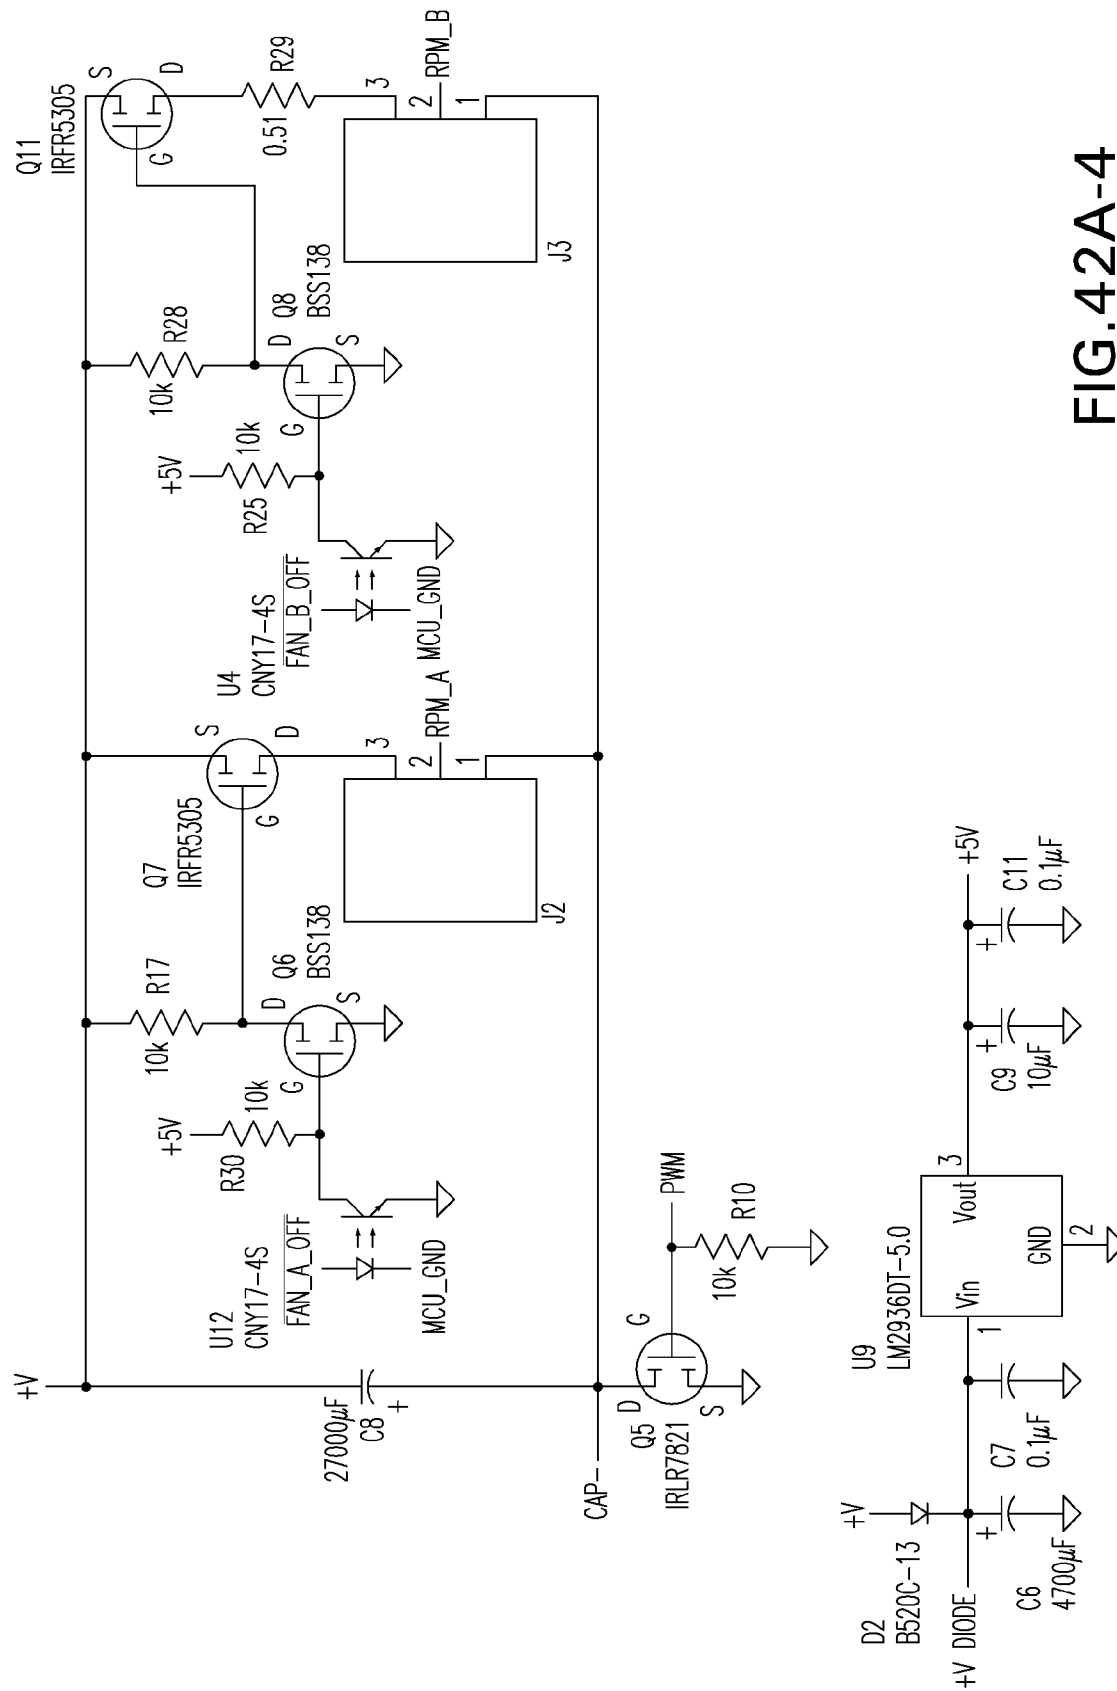 Q11
IRFR5305
S
D
G
R29
0.51
3
2
1
RPM_B
J3
10k
R28
D
Q8
BSS138
S
G
+5V
10k
R25
U4
CNY17-4S
FAN_B_OFF
MCU_GND
Q7
IRFR5305
S
D
G
3
2
1
RPM_A
J2
10k
R17
D
Q6
BSS138
S
G
+5V
10k
R30
U12
CNY17-4S
FAN_A_OFF
MCU_GND
+V
27000µF
C8
+
CAP-
D
G
S
Q5
IRLR7821
PWM
10k
R10
D2
B520C-13
+V
+V DIODE
+
C6
4700µF
C7
0.1µF
U9
LM2936DT-5.0
1
Vin
Vout
3
GND
2
+
C9
10µF
+
C11
0.1µF
+5V
FIG.42A-4